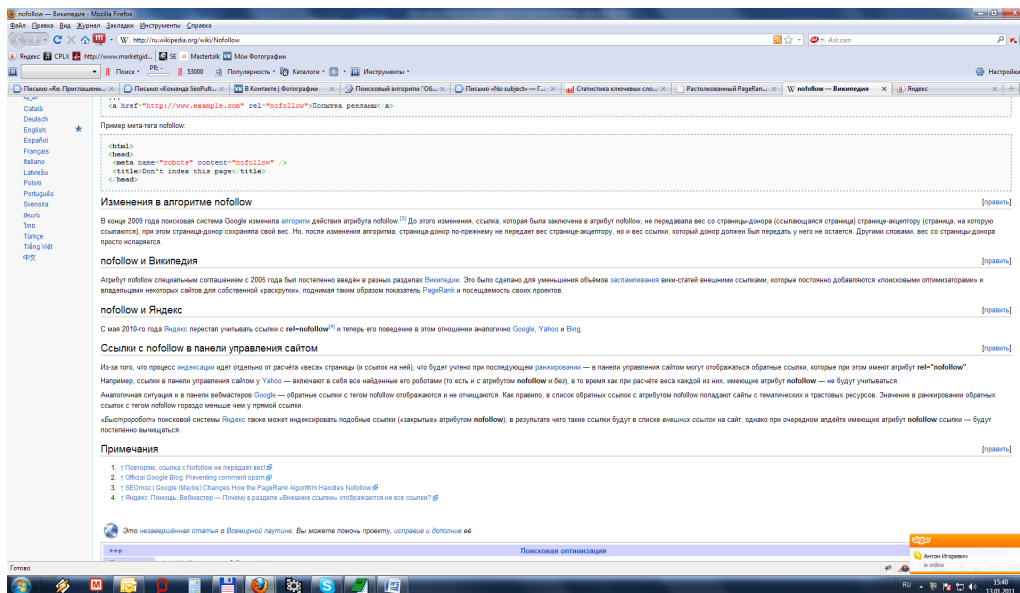 nofollow — Википедия - Mozilla Firefox
Файл Правка Вид Журнал Закладки Инструменты Справка
http://ru.wikipedia.org/wiki/Nofollow
Ask.com
Яндекс CPLX http://www.marketgid... SE Mastertalk Мои Фотографии
Поиск PR: - 53000 Популярность Каталоги Инструменты Настройки
Письмо «Re: Приглашени... Письмо «Команда SeoPult... В Контакте | Фотографии Поисковый алгоритм "Об... Письмо «No subject» — Г... Статистика ключевых сло... Растолкованный PageRan... nofollow — Википедия Яндекс
العربية
Català
Deutsch
English
Español
Français
Italiano
Latviešu
Polski
Português
Svenska
తెలుగు
ไทย
Türkçe
Tiếng Việt
中文
<a href="http://www.example.com" rel="nofollow">Попытка рекламы</a>
Пример мета-тега nofollow:
<html>
<head>
<meta name="robots" content="nofollow" />
<title>Don't index this page</title>
</head>
Изменения в алгоритме nofollow [править]
В конце 2009 года поисковая система Google изменила алгоритм действия атрибута nofollow.[3] До этого изменения, ссылка, которая была заключена в атрибут nofollow, не передавала вес со страницы-донора (ссылающаяся страница) странице-акцептору (страница, на которую
ссылаются), при этом страница-донор сохраняла свой вес. Но, после изменения алгоритма, страница-донор по-прежнему не передает вес странице-акцептору, но и вес ссылки, который донор должен был передать у него не остается. Другими словами, вес со страницы-донора
просто испаряется.
nofollow и Википедия [править]
Атрибут nofollow специальным соглашением с 2005 года был постепенно введён в разных разделах Википедии. Это было сделано для уменьшения объёмов заспамливания вики-статей внешними ссылками, которые постоянно добавляются «поисковыми оптимизаторами» и
владельцами некоторых сайтов для собственной «раскрутки», поднимая таким образом показатель PageRank и посещаемость своих проектов.
nofollow и Яндекс [править]
С мая 2010-го года Яндекс перестал учитывать ссылки с rel=nofollow[4] и теперь его поведение в этом отношении аналогично Google, Yahoo и Bing.
Ссылки с nofollow в панели управления сайтом [править]
Из-за того, что процесс индексации идёт отдельно от расчёта «веса» страницы (и ссылок на ней), что будет учтено при последующем ранжировании — в панели управления сайтом могут отображаться обратные ссылки, которые при этом имеют атрибут rel="nofollow".
Например, ссылки в панели управления сайтом у Yahoo — включают в себя все найденные его роботами (то есть и с атрибутом nofollow и без), в то время как при расчёте веса каждой из них, имеющие атрибут nofollow — не будут учитываться.
Аналогичная ситуация и в панели вебмастеров Google — обратные ссылки с тегом nofollow отображаются и не отчищаются. Как правило, в список обратных ссылок с атрибутом nofollow попадают сайты с тематических и трастовых ресурсов. Значение в ранжировании обратных
ссылок с тегом nofollow гораздо меньше чем у прямой ссылки.
«Быстроробот» поисковой системы Яндекс также может индексировать подобные ссылки («закрытые» атрибутом nofollow), в результате чего такие ссылки будут в списке внешних ссылок на сайт, однако при очередном апдейте имеющие атрибут nofollow ссылки — будут
постепенно вычищаться.
Примечания [править]
1. ↑ Повторяю, ссылка с Nofollow не передаёт вес!
2. ↑ Official Google Blog: Preventing comment spam
3. ↑ SEOmoz | Google (Maybe) Changes How the PageRank Algorithm Handles Nofollow
4. ↑ Яндекс. Помощь: Вебмастер — Почему в разделе «Внешние ссылки» отображаются не все ссылки?
Это незавершённая статья о Всемирной паутине. Вы можете помочь проекту, исправив и дополнив её.
п·о·р Поисковая оптимизация
skype
Антон Игоревич
is online
Готово
RU 15:40
13.01.2011